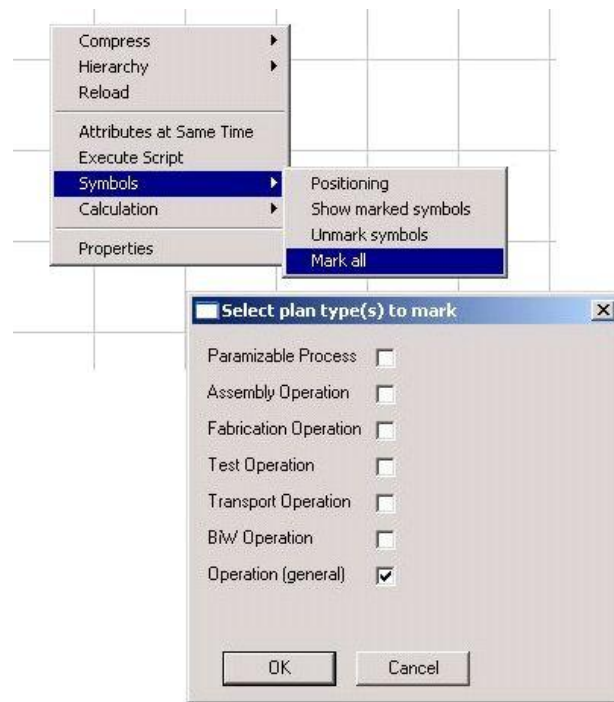 Compress
Hierarchy
Reload
Attributes at Same Time
Execute Script
Symbols
Calculation
Properties
Positioning
Show marked symbols
Unmark symbols
Mark all
Select plan type(s) to mark
Paramizable Process
Assembly Operation
Fabrication Operation
Test Operation
Transport Operation
BiW Operation
Operation (general)
OK Cancel